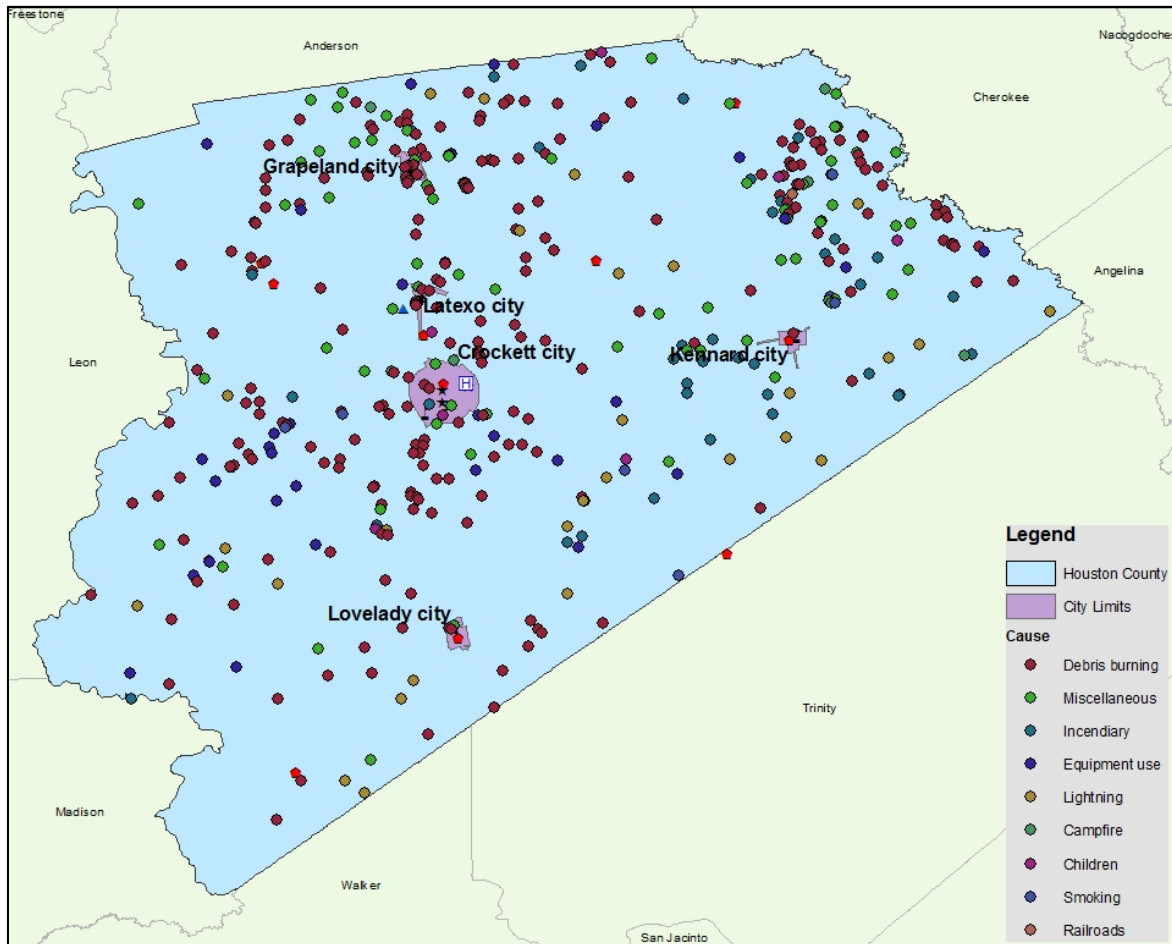 Freestone
Anderson
Nacogdoches
Cherokee
Grapeland city
Angelina
Latexo city
Leon
Crockett city
Kennard city
H
Legend
Houston County
City Limits
Lovelady city
Cause
Debris burning
Miscellaneous
Trinity
Incendiary
Equipment use
Lightning
Madison
Campfire
Children
Walker
Smoking
Railroads
San Jacinto